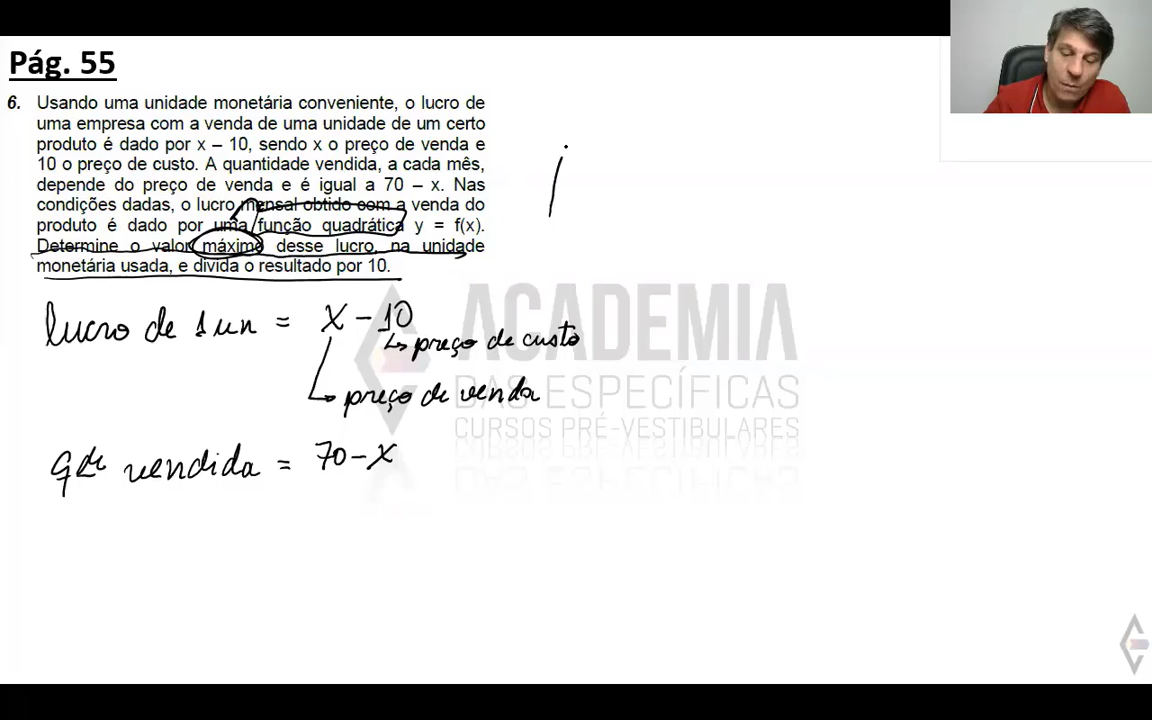 Pág. 55
6. Usando uma unidade monetária conveniente, o lucro de
uma empresa com a venda de uma unidade de um certo
produto é dado por x – 10, sendo x o preço de venda e
10 o preço de custo. A quantidade vendida, a cada mês,
depende do preço de venda e é igual a 70 – x. Nas
condições dadas, o lucro mensal obtido com a venda do
produto é dado por uma função quadrática y = f(x).
Determine o valor máximo desse lucro, na unidade
monetária usada, e divida o resultado por 10.
lucro de 1 un = x – 10
↳ preço de custo
↳ preço de venda
qde vendida = 70 – x
ACADEMIA
DAS ESPECÍFICAS
CURSOS PRÉ-VESTIBULARES